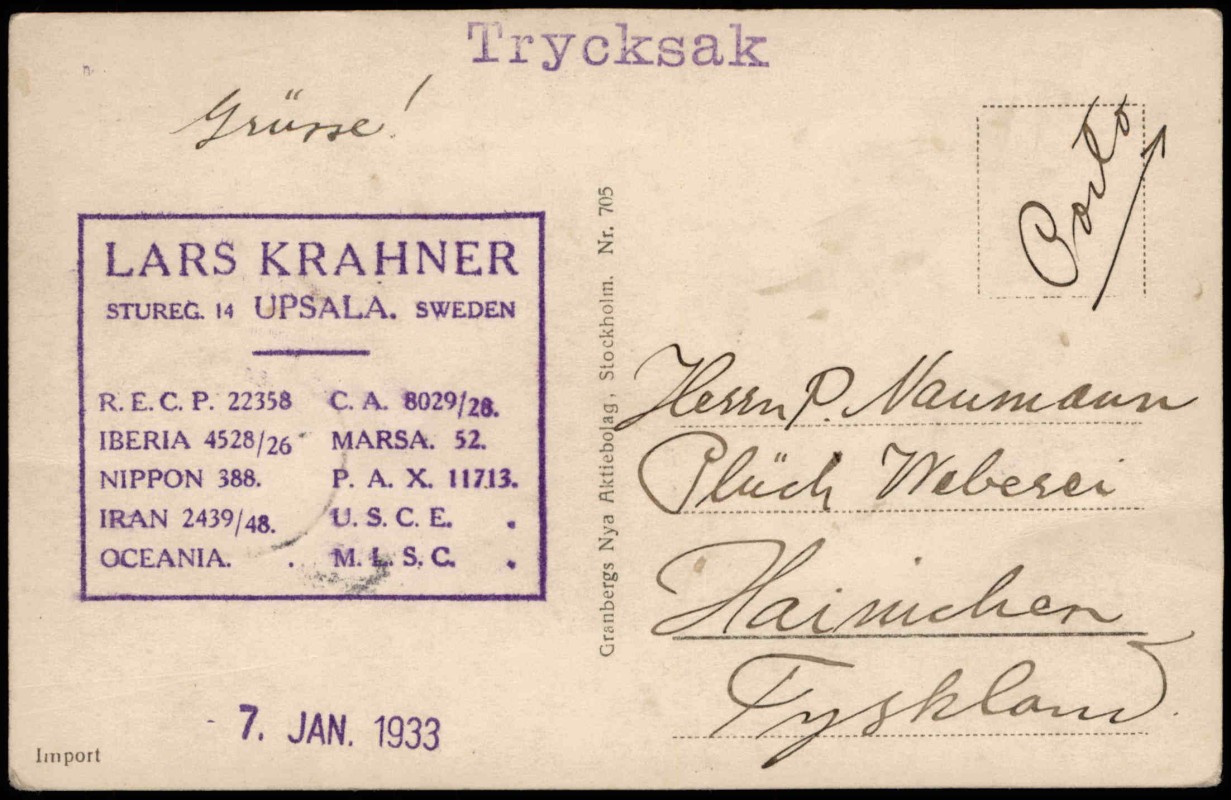 Trycksak
Grüsse!
Porto
LARS KRAHNER
STUREG. 14 UPSALA. SWEDEN
R. E. C. P. 22358 C. A. 8029/28.
IBERIA 4528/26 MARSA. 52.
NIPPON 388. P. A. X. 11713.
IRAN 2439/48. U. S. C. E. .
OCEANIA. . M. L. S. C. .
7. JAN. 1933
Import
Granbergs Nya Aktiebolag, Stockholm. Nr. 705
Herrn P. Naumann
Plüch Weberei
Hainichen
Tyskland.